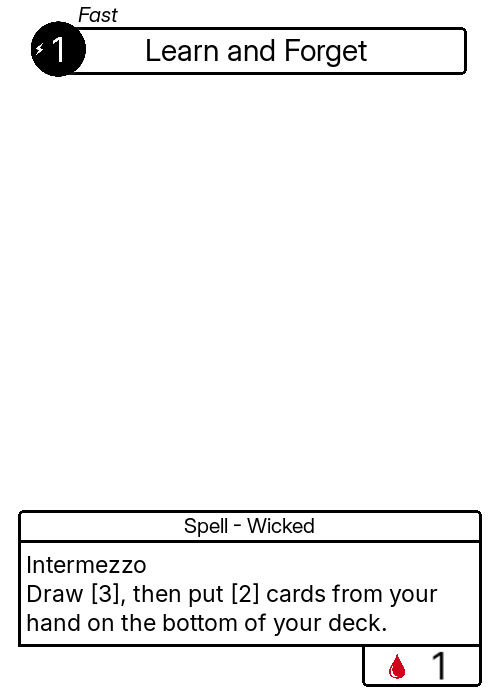 Fast
1
Learn and Forget
Spell - Wicked
Intermezzo
Draw [3], then put [2] cards from your
hand on the bottom of your deck.
1